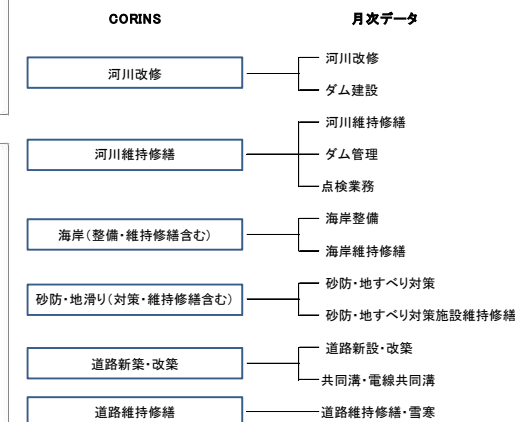 CORINS 月次データ
河川改修
河川改修
ダム建設
河川維持修繕
河川維持修繕
ダム管理
点検業務
海岸(整備・維持修繕含む)
海岸整備
海岸維持修繕
砂防・地滑り(対策・維持修繕含む)
砂防・地すべり対策
砂防・地すべり対策施設維持修繕
道路新築・改築
道路新設・改築
共同溝・電線共同溝
道路維持修繕
道路維持修繕・雪寒